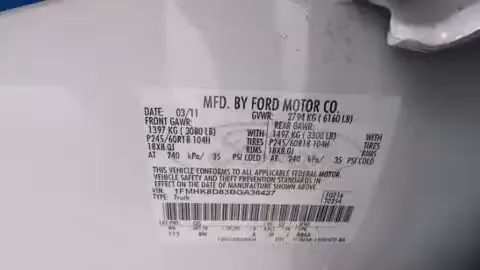 MFD. BY FORD MOTOR CO.
DATE: 03/11 GVWR: 2794 KG ( 6160 LB)
FRONT GAWR: REAR GAWR:
1397 KG ( 3080 LB) WITH 1497 KG ( 3300 LB) WITH
P245/60R18 104H TIRES P245/60R18 104H TIRES
18X8.0J RIMS 18X8.0J RIMS
AT 240 kPa/ 35 PSI COLD AT 240 kPa/ 35 PSI COLD
THIS VEHICLE CONFORMS TO ALL APPLICABLE FEDERAL MOTOR
VEHICLE SAFETY AND THEFT PREVENTION STANDARDS IN EFFECT ON
THE DATE OF MANUFACTURE SHOWN ABOVE.
VIN: 1FMHK8D83BGA36427
TYPE: Truck